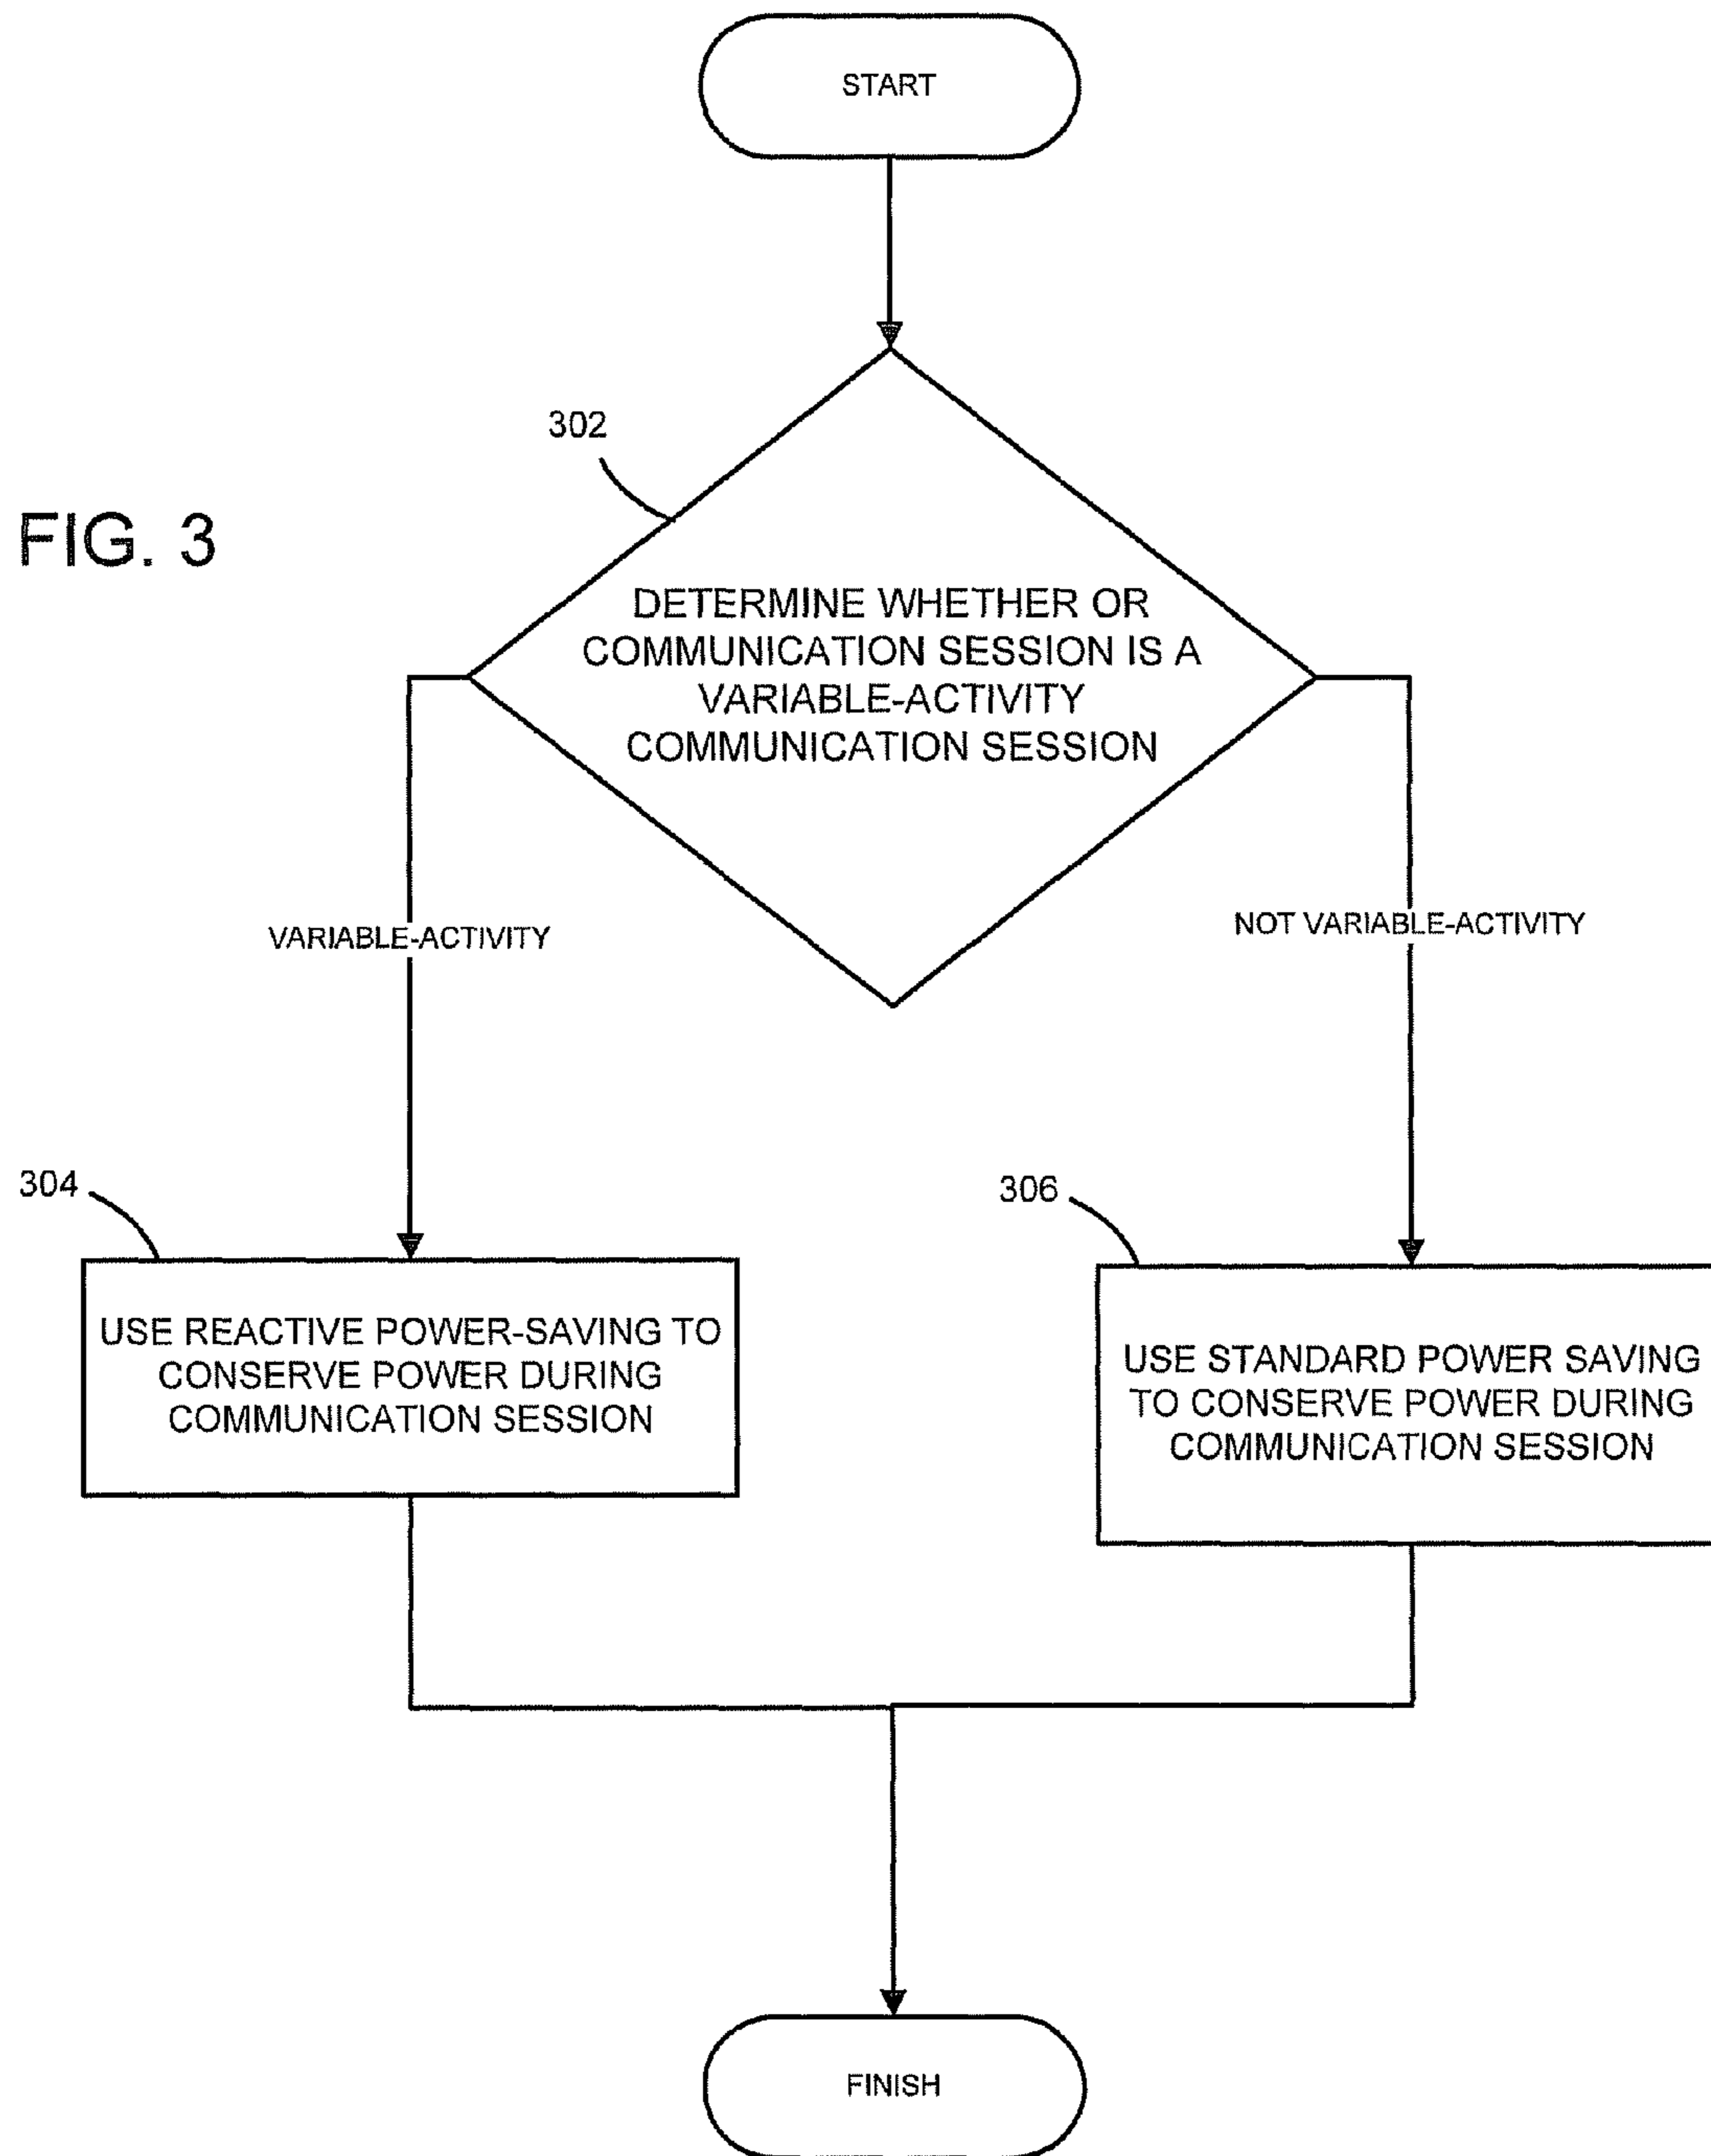 START
302
FIG. 3
DETERMINE WHETHER OR
COMMUNICATION SESSION IS A
VARIABLE-ACTIVITY
COMMUNICATION SESSION
VARIABLE-ACTIVITY
NOT VARIABLE-ACTIVITY
304
USE REACTIVE POWER-SAVING TO
CONSERVE POWER DURING
COMMUNICATION SESSION
306
USE STANDARD POWER SAVING
TO CONSERVE POWER DURING
COMMUNICATION SESSION
FINISH